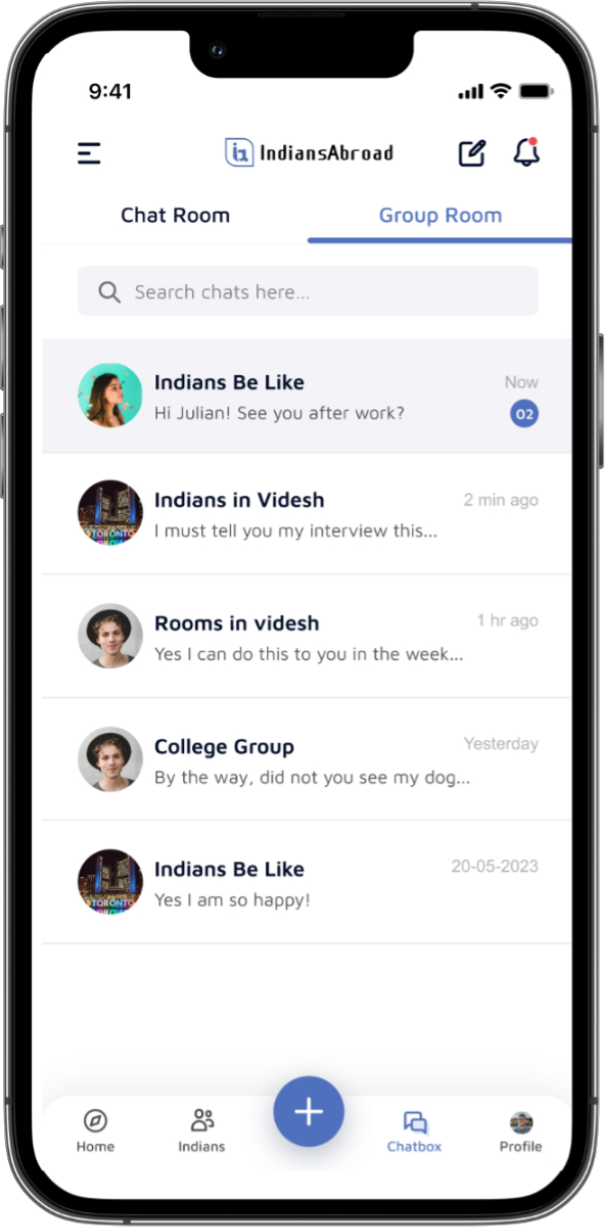 9:41
IndiansAbroad
Chat Room
Group Room
Search chats here...
Indians Be Like
Now
Hi Julian! See you after work?
02
Indians in Videsh
2 min ago
I must tell you my interview this...
TORONTO
Rooms in videsh
1 hr ago
Yes I can do this to you in the week...
College Group
Yesterday
By the way, did not you see my dog...
Indians Be Like
20-05-2023
Yes I am so happy!
TORONTO
Home
Indians
Chatbox
Profile